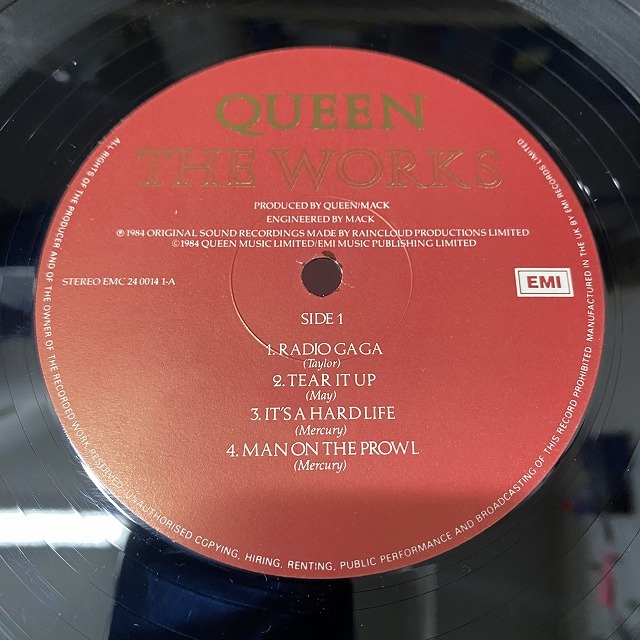 QUEEN
THE WORKS
PRODUCED BY QUEEN/MACK
ENGINEERED BY MACK
℗ 1984 ORIGINAL SOUND RECORDINGS MADE BY RAINCLOUD PRODUCTIONS LIMITED
© 1984 QUEEN MUSIC LIMITED/EMI MUSIC PUBLISHING LIMITED
STEREO EMC 24 0014 1-A
EMI
SIDE 1
1. RADIO GA GA
(Taylor)
2. TEAR IT UP
(May)
3. IT'S A HARD LIFE
(Mercury)
4. MAN ON THE PROWL
(Mercury)
ALL RIGHTS OF THE PRODUCER AND OF THE OWNER OF THE RECORDED WORK RESERVED. UNAUTHORISED COPYING, HIRING, RENTING, PUBLIC PERFORMANCE AND BROADCASTING OF THIS RECORD PROHIBITED. MANUFACTURED IN THE UK BY EMI RECORDS LIMITED